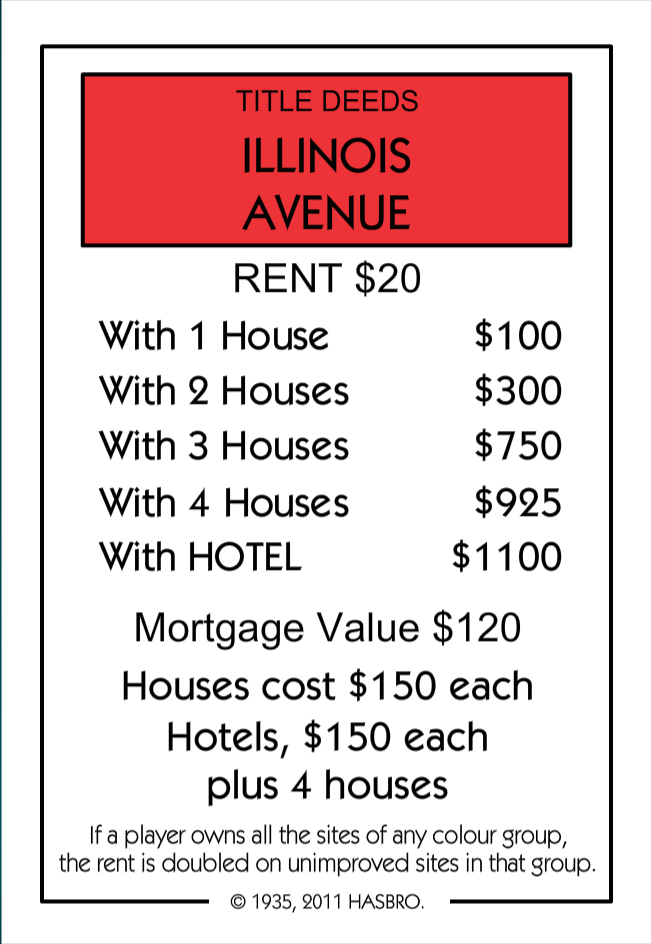 TITLE DEEDS
ILLINOIS
AVENUE
RENT $20
With 1 House $100
With 2 Houses $300
With 3 Houses $750
With 4 Houses $925
With HOTEL $1100
Mortgage Value $120
Houses cost $150 each
Hotels, $150 each
plus 4 houses
If a player owns all the sites of any colour group,
the rent is doubled on unimproved sites in that group.
© 1935, 2011 HASBRO.